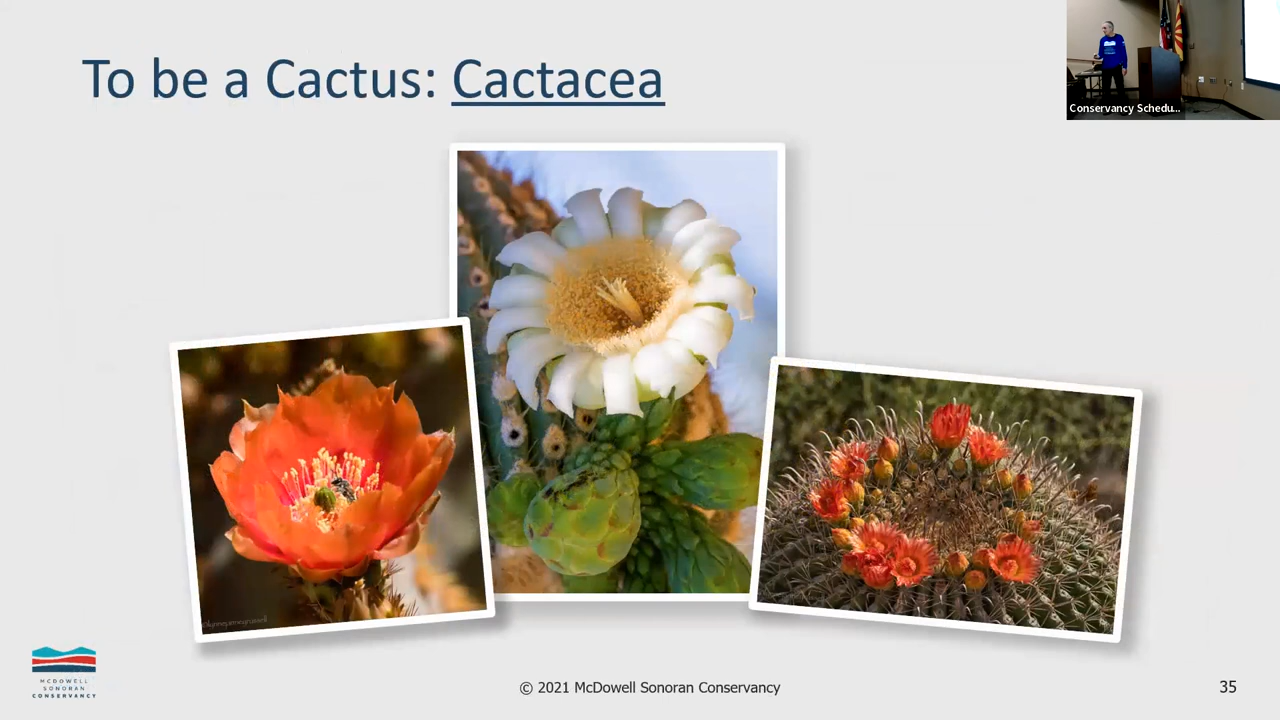 To be a Cactus: Cactacea
Conservancy Schedu...
MCDOWELL
SONORAN
CONSERVANCY
© 2021 McDowell Sonoran Conservancy
35